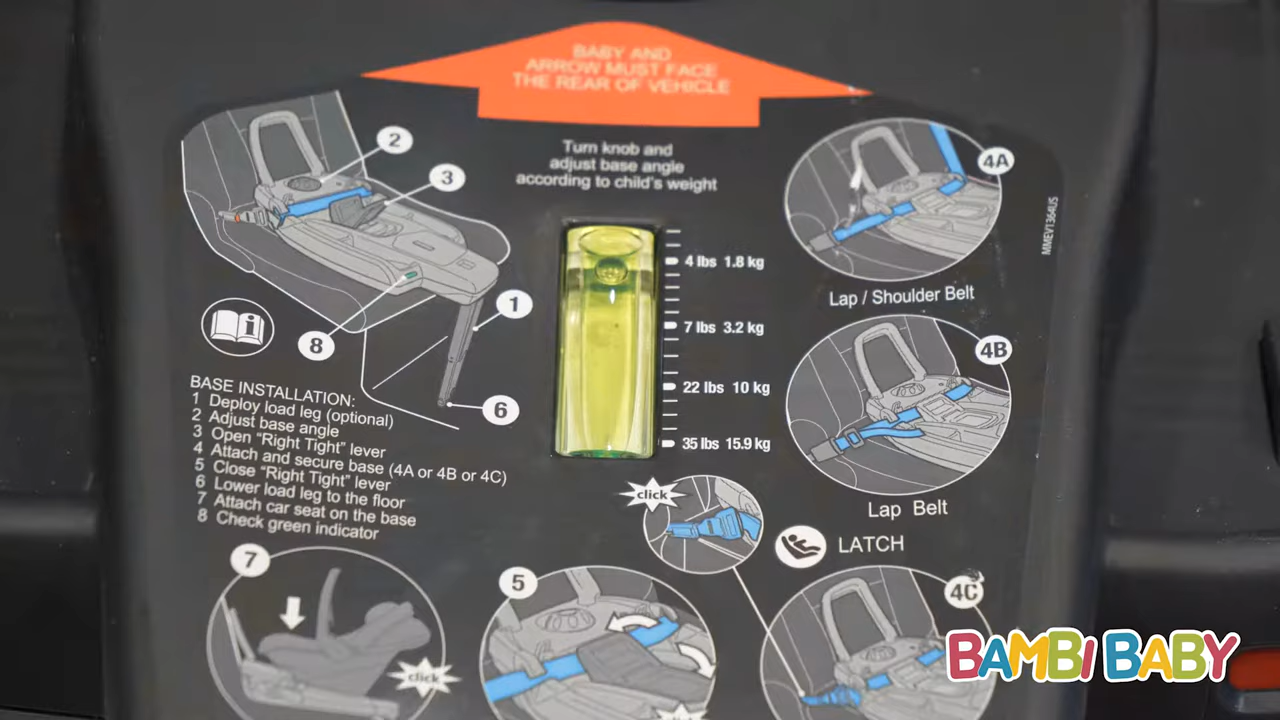 BABY AND
ARROW MUST FACE
THE REAR OF VEHICLE
Turn knob and
adjust base angle
according to child's weight
2
3
1
8
6
4 lbs 1.8 kg
7 lbs 3.2 kg
22 lbs 10 kg
35 lbs 15.9 kg
4A
MMEV1364US
Lap / Shoulder Belt
4B
Lap Belt
BASE INSTALLATION:
1 Deploy load leg (optional)
2 Adjust base angle
3 Open "Right Tight" lever
4 Attach and secure base (4A or 4B or 4C)
5 Close "Right Tight" lever
6 Lower load leg to the floor
7 Attach car seat on the base
8 Check green indicator
click
LATCH
7
click
5
4C
BAMBI BABY